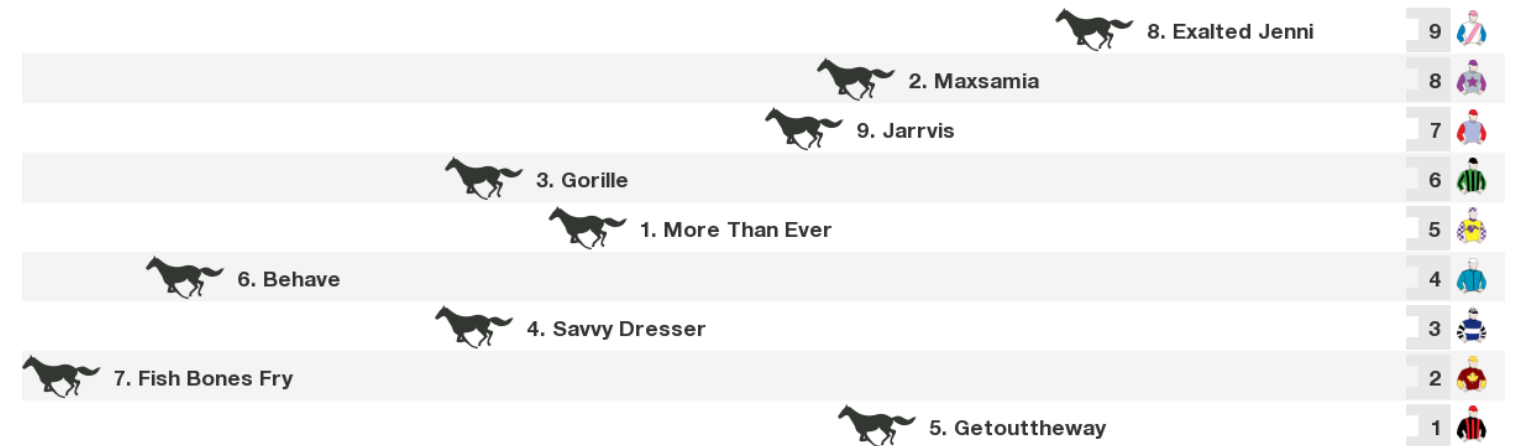 8. Exalted Jenni 9
2. Maxsamia 8
9. Jarrvis 7
3. Gorille 6
1. More Than Ever 5
6. Behave 4
4. Savvy Dresser 3
7. Fish Bones Fry 2
5. Getouttheway 1